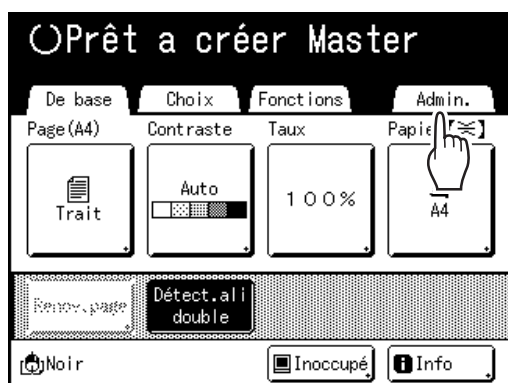 Prêt a créer Master
De base Choix Fonctions Admin.
Page(A4) Contraste Taux
Trait Auto 100% A4
Renov.page Détect.ali
double
Noir Inoccupé Info